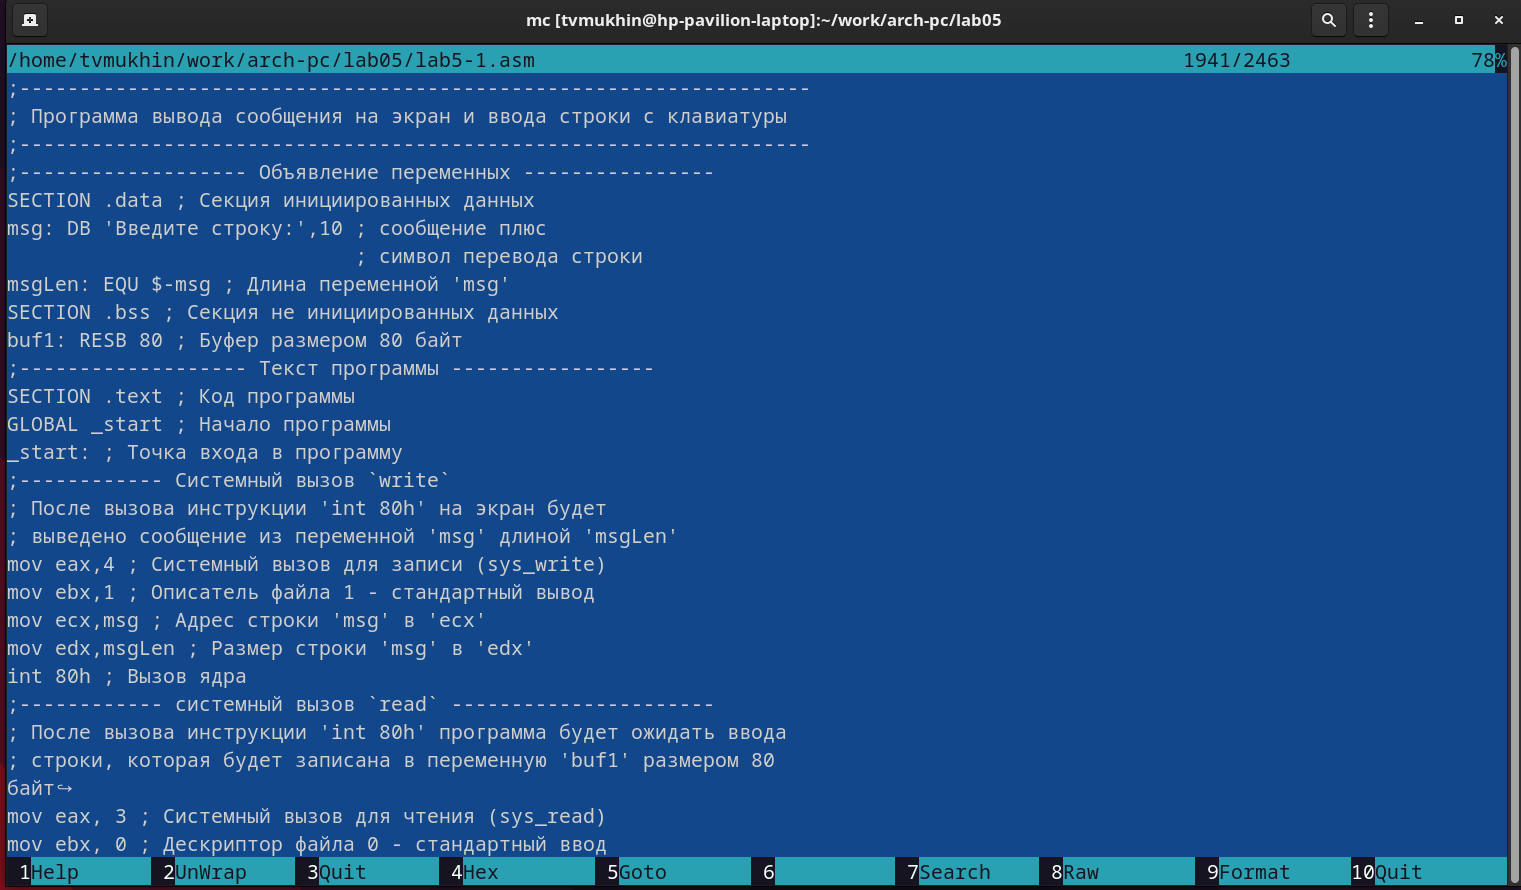 mc [tvmukhin@hp-pavilion-laptop]:~/work/arch-pc/lab05
/home/tvmukhin/work/arch-pc/lab05/lab5-1.asm 1941/2463 78%
;------------------------------------------------------------------
; Программа вывода сообщения на экран и ввода строки с клавиатуры
;------------------------------------------------------------------
;------------------- Объявление переменных ----------------
SECTION .data ; Секция инициированных данных
msg: DB 'Введите строку:',10 ; сообщение плюс
; символ перевода строки
msgLen: EQU $-msg ; Длина переменной 'msg'
SECTION .bss ; Секция не инициированных данных
buf1: RESB 80 ; Буфер размером 80 байт
;------------------- Текст программы -----------------
SECTION .text ; Код программы
GLOBAL _start ; Начало программы
_start: ; Точка входа в программу
;------------ Системный вызов `write`
; После вызова инструкции 'int 80h' на экран будет
; выведено сообщение из переменной 'msg' длиной 'msgLen'
mov eax,4 ; Системный вызов для записи (sys_write)
mov ebx,1 ; Описатель файла 1 - стандартный вывод
mov ecx,msg ; Адрес строки 'msg' в 'ecx'
mov edx,msgLen ; Размер строки 'msg' в 'edx'
int 80h ; Вызов ядра
;------------ системный вызов `read` ----------------------
; После вызова инструкции 'int 80h' программа будет ожидать ввода
; строки, которая будет записана в переменную 'buf1' размером 80
байт↪
mov eax, 3 ; Системный вызов для чтения (sys_read)
mov ebx, 0 ; Дескриптор файла 0 - стандартный ввод
1Help 2UnWrap 3Quit 4Hex 5Goto 6 7Search 8Raw 9Format 10Quit